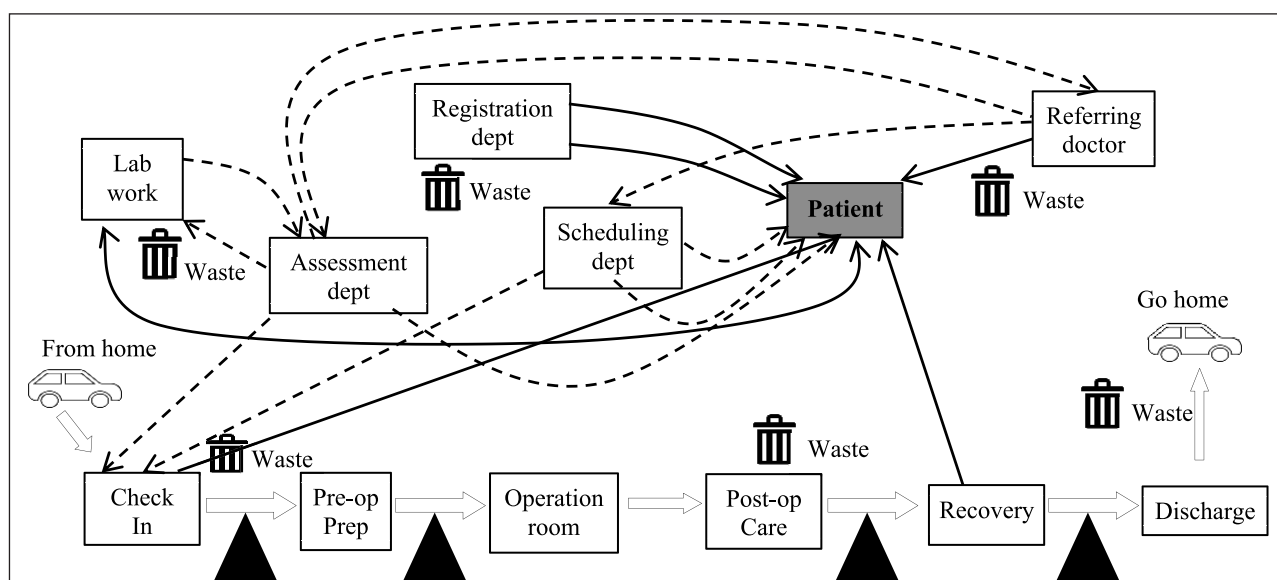 Registration
dept
Referring
doctor
Lab
work
Waste
Waste
Patient
Scheduling
dept
Waste
Assessment
dept
Go home
From home
Waste
Waste
Waste
Check
In
Pre-op
Prep
Operation
room
Post-op
Care
Recovery
Discharge